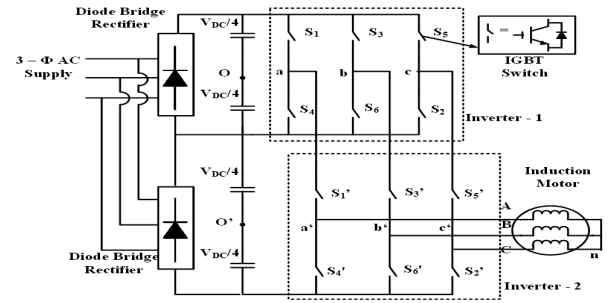 Diode Bridge
Rectifier
3 – Φ AC
Supply
V_DC/4
O
V_DC/4
S₁
S₃
S₅
a
b
c
S₄
S₆
S₂
IGBT
Switch
Inverter - 1
V_DC/4
O'
V_DC/4
Diode Bridge
Rectifier
S₁'
S₃'
S₅'
a'
b'
c'
S₄'
S₆'
S₂'
Inverter - 2
Induction
Motor
A
B
C
n